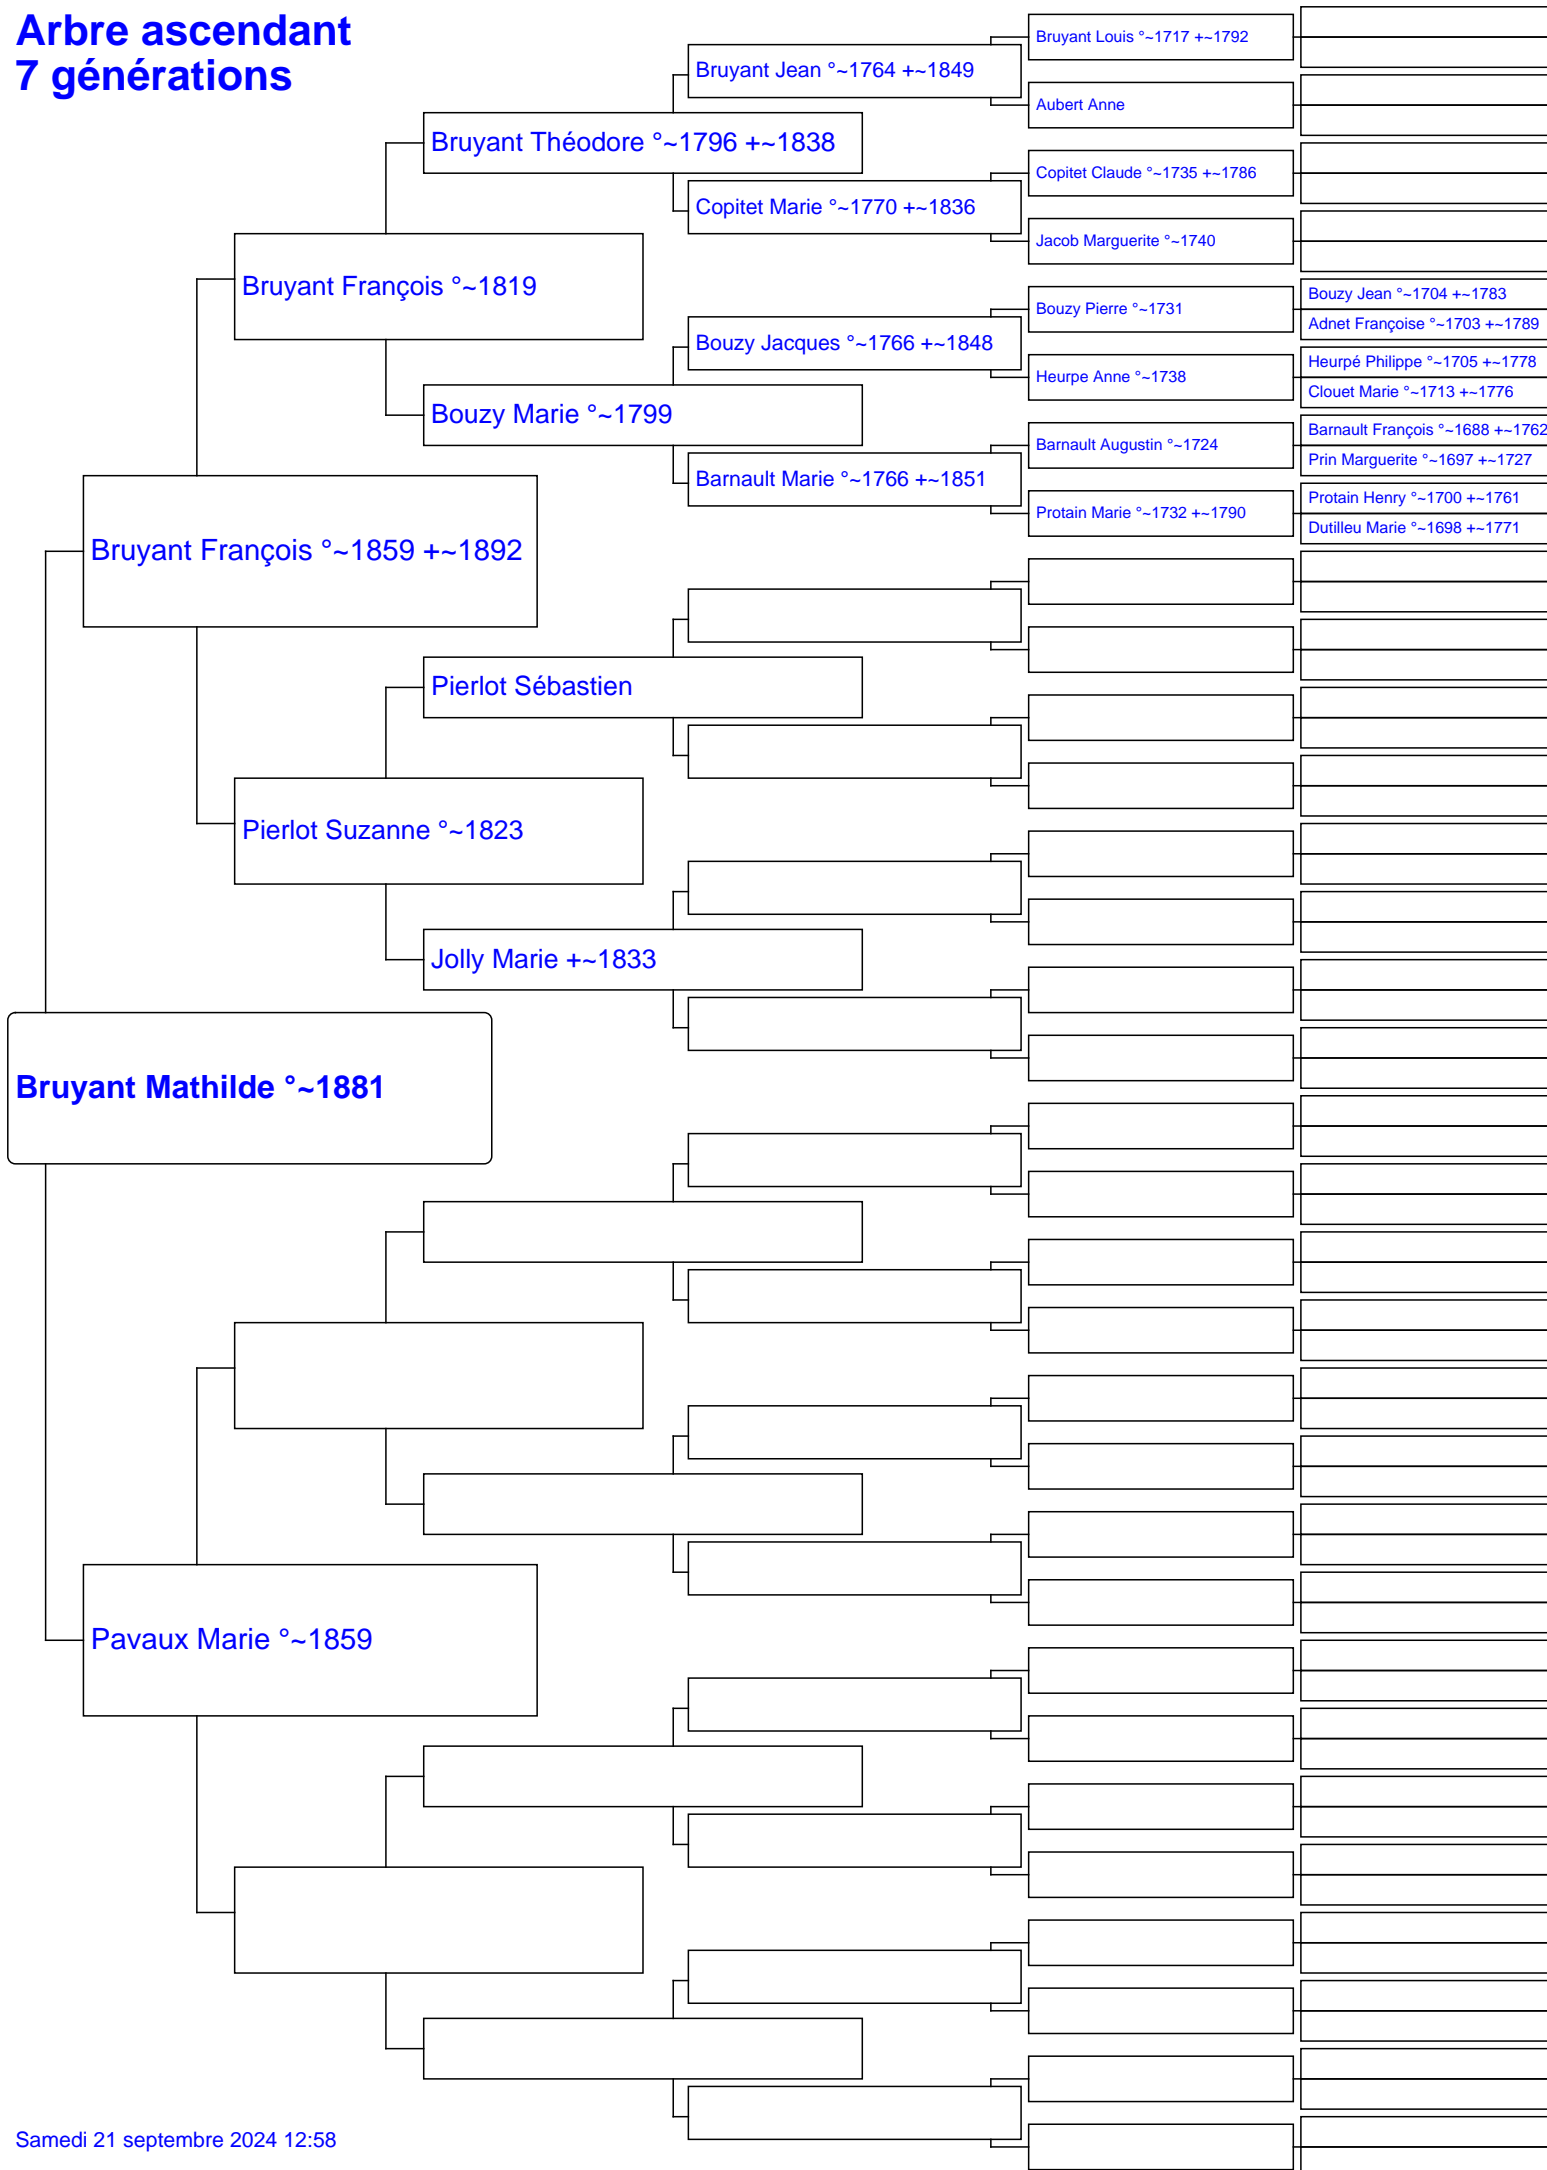 Arbre ascendant
7 générations
Bruyant Louis °~1717 +~1792
Bruyant Jean °~1764 +~1849
Aubert Anne
Bruyant Théodore °~1796 +~1838
Copitet Claude °~1735 +~1786
Copitet Marie °~1770 +~1836
Jacob Marguerite °~1740
Bruyant François °~1819
Bouzy Jean °~1704 +~1783
Bouzy Pierre °~1731
Adnet Françoise °~1703 +~1789
Bouzy Jacques °~1766 +~1848
Heurpé Philippe °~1705 +~1778
Heurpe Anne °~1738
Clouet Marie °~1713 +~1776
Bouzy Marie °~1799
Barnault François °~1688 +~1762
Barnault Augustin °~1724
Prin Marguerite °~1697 +~1727
Barnault Marie °~1766 +~1851
Protain Henry °~1700 +~1761
Protain Marie °~1732 +~1790
Dutilleu Marie °~1698 +~1771
Bruyant François °~1859 +~1892
Pierlot Sébastien
Pierlot Suzanne °~1823
Jolly Marie +~1833
Bruyant Mathilde °~1881
Pavaux Marie °~1859
Samedi 21 septembre 2024 12:58